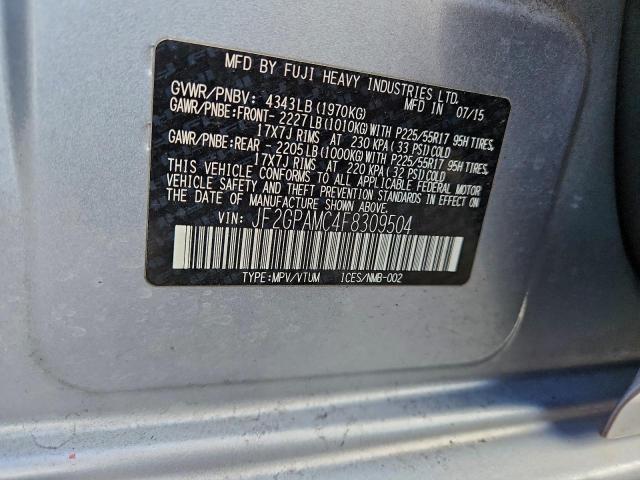 MFD BY FUJI HEAVY INDUSTRIES LTD.
MFD IN 07/15
GVWR/PNBV: 4343LB(1970KG)
GAWR/PNBE:FRONT- 2227LB(1010KG)WITH P225/55R17 95H TIRES,
17X7J RIMS AT 230 KPA(33 PSI)COLD
GAWR/PNBE:REAR - 2205LB(1000KG)WITH P225/55R17 95H TIRES,
17X7J RIMS AT 220 KPA(32 PSI)COLD
THIS VEHICLE CONFORMS TO ALL APPLICABLE FEDERAL MOTOR
VEHICLE SAFETY AND THEFT PREVENTION STANDARDS IN EFFECT ON
THE DATE OF MANUFACTURE SHOWN ABOVE.
VIN: JF2GPAMC4F8309504
TYPE:MPV/VTUM ICES/NMB-002